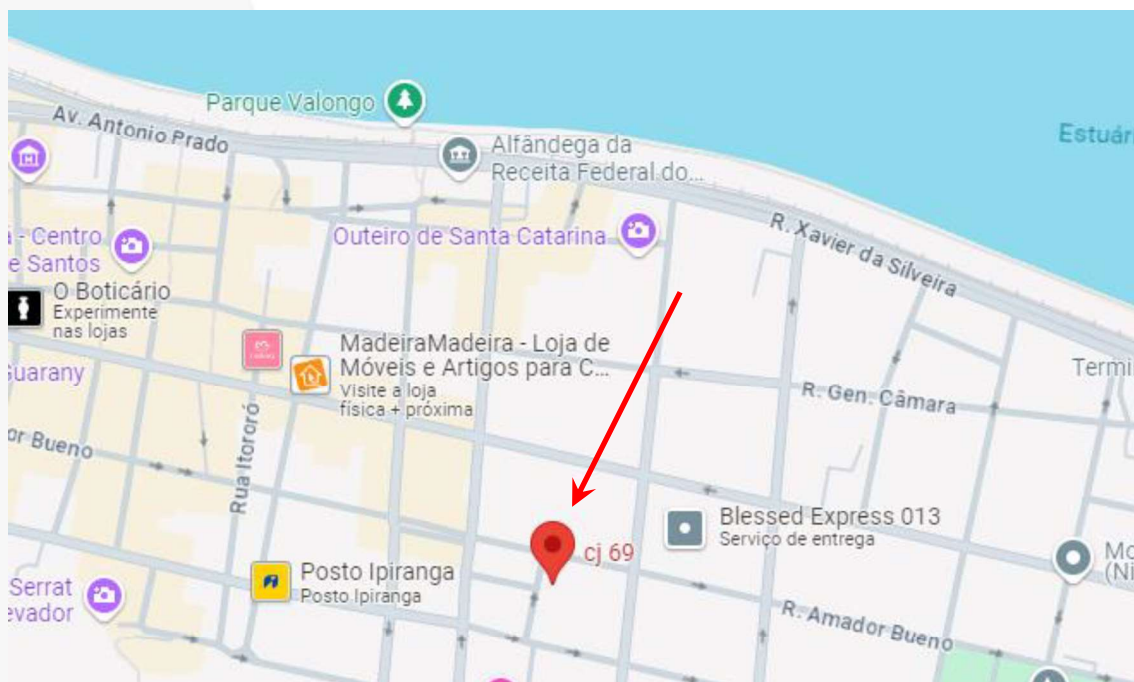 Parque Valongo
Av. Antonio Prado
Alfândega da
Receita Federal do...
Estuár
R. Xavier da Silveira
- Centro
e Santos
Outeiro de Santa Catarina
O Boticário
Experimente
nas lojas
Guarany
MadeiraMadeira - Loja de
Móveis e Artigos para C...
Visite a loja
física + próxima
Termi
R. Gen. Câmara
or Bueno
Rua Itororó
Blessed Express 013
Serviço de entrega
cj 69
Posto Ipiranga
Posto Ipiranga
Serrat
evador
Mo
(Ni
R. Amador Bueno